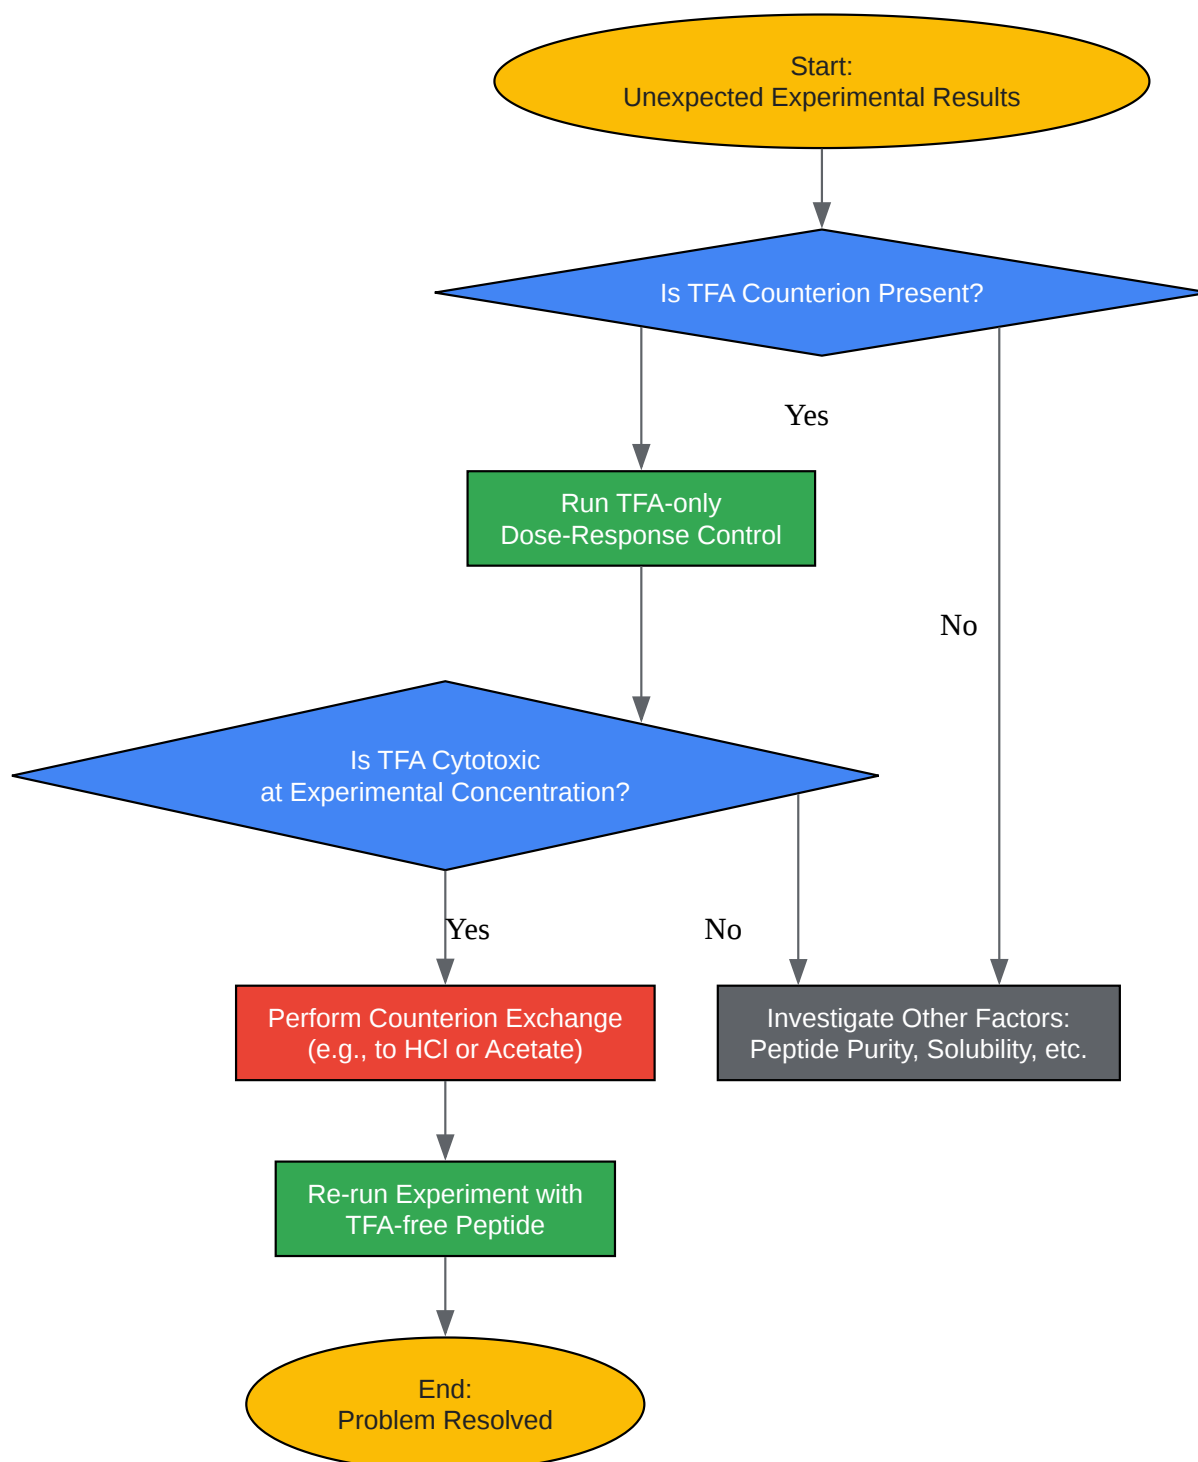 Start:
Unexpected Experimental Results
Is TFA Counterion Present?
Yes
Run TFA-only
Dose-Response Control
No
Is TFA Cytotoxic
at Experimental Concentration?
Yes
No
Perform Counterion Exchange
(e.g., to HCl or Acetate)
Investigate Other Factors:
Peptide Purity, Solubility, etc.
Re-run Experiment with
TFA-free Peptide
End:
Problem Resolved